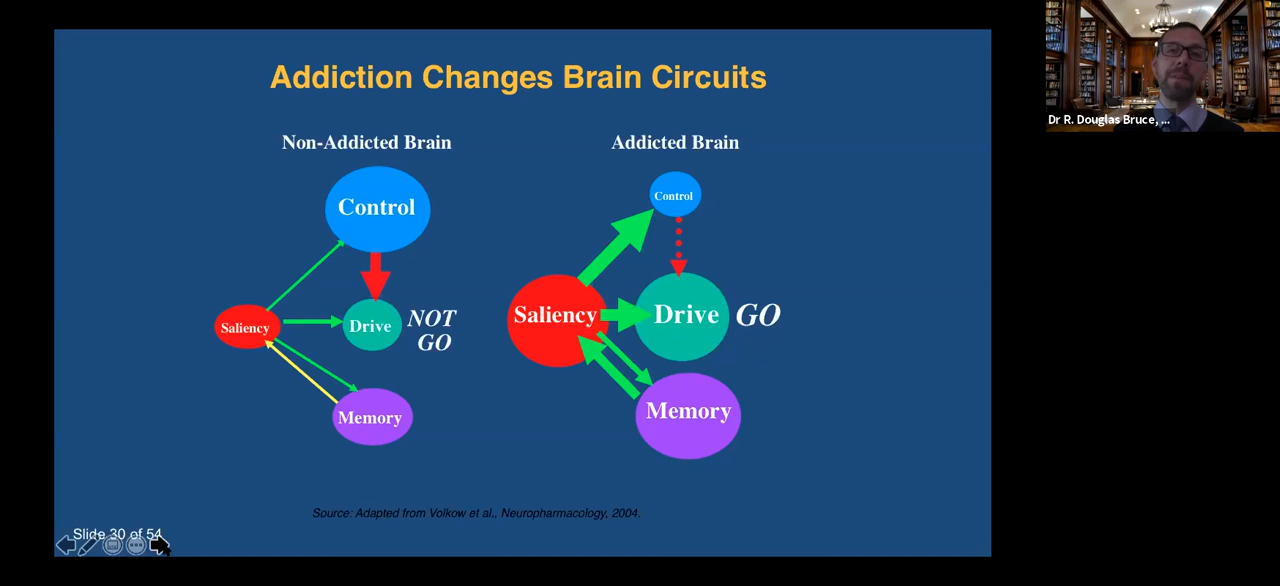 Addiction Changes Brain Circuits
Non-Addicted Brain
Control
Saliency
Drive
NOT
GO
Memory
Addicted Brain
Control
Saliency
Drive
GO
Memory
Source: Adapted from Volkow et al,, Neuropharmacology, 2004.
Slide 30 of 54
Dr R. Douglas Bruce, ...